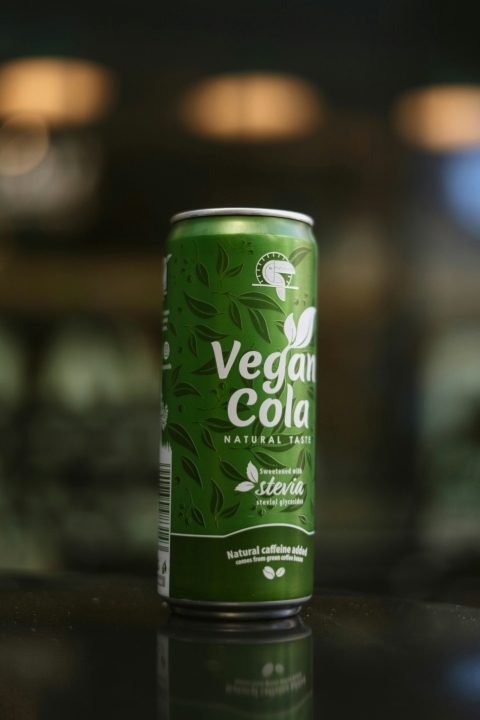 Vegan
Cola
NATURAL TASTE
Sweetened with
stevia
steviol glycosides
Natural caffeine added
comes from green coffee beans